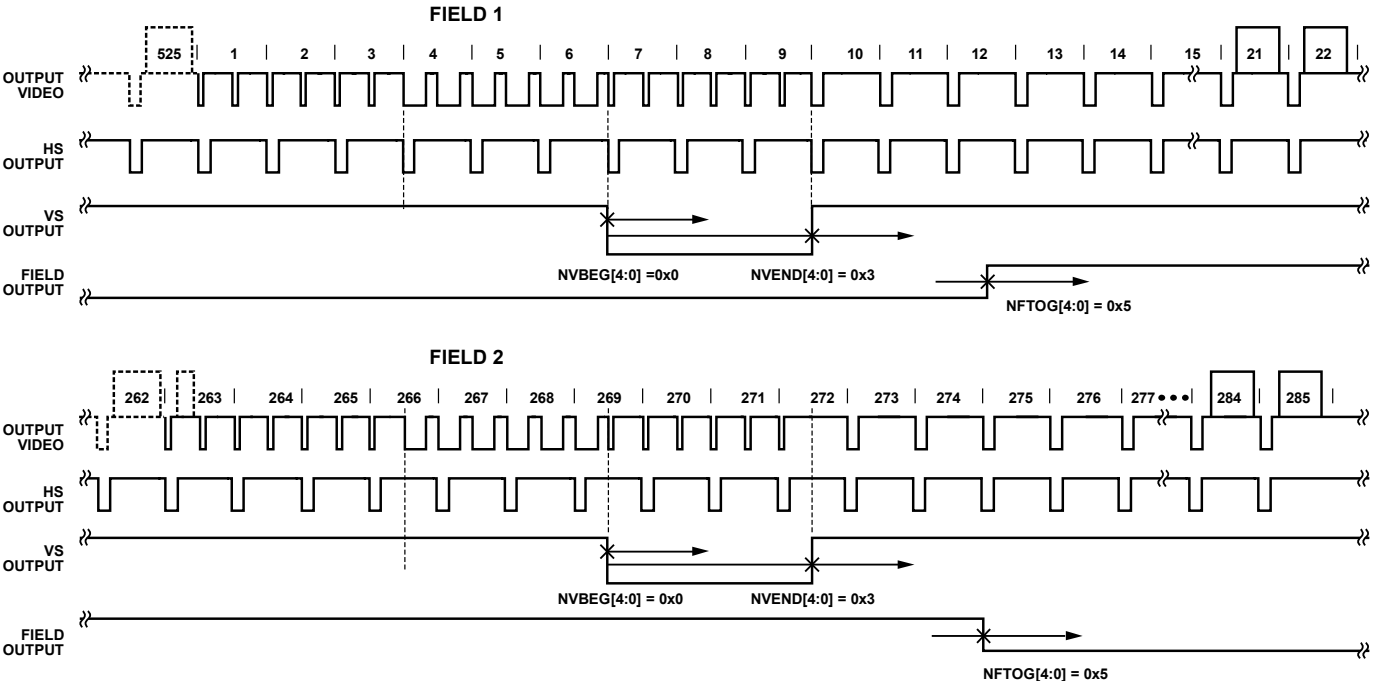 FIELD 1
525 | 1 | 2 | 3 | 4 | 5 | 6 | 7 | 8 | 9 | 10 | 11 | 12 | 13 | 14 | 15 | 21 | 22 |
OUTPUT
VIDEO
HS
OUTPUT
VS
OUTPUT
NVBEG[4:0] =0x0 NVEND[4:0] = 0x3
FIELD
OUTPUT
NFTOG[4:0] = 0x5
FIELD 2
262 | 263 | 264 | 265 | 266 | 267 | 268 | 269 | 270 | 271 | 272 | 273 | 274 | 275 | 276 | 277 ••• | 284 | 285 |
OUTPUT
VIDEO
HS
OUTPUT
VS
OUTPUT
NVBEG[4:0] = 0x0 NVEND[4:0] = 0x3
FIELD
OUTPUT
NFTOG[4:0] = 0x5